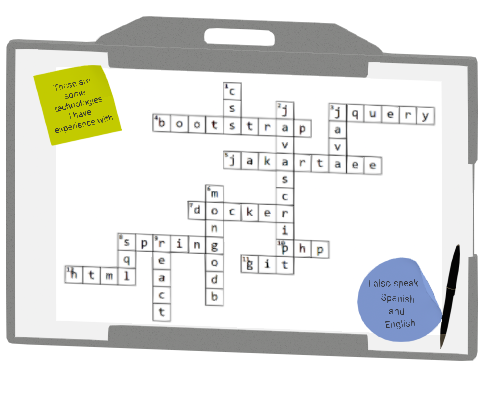 These are
some
technologies
I have
experience with
css
javascript
jquery
java
bootstrap
jakartaee
mongodb
docker
spring
sql
react
php
git
html
I also speak
Spanish
and
English